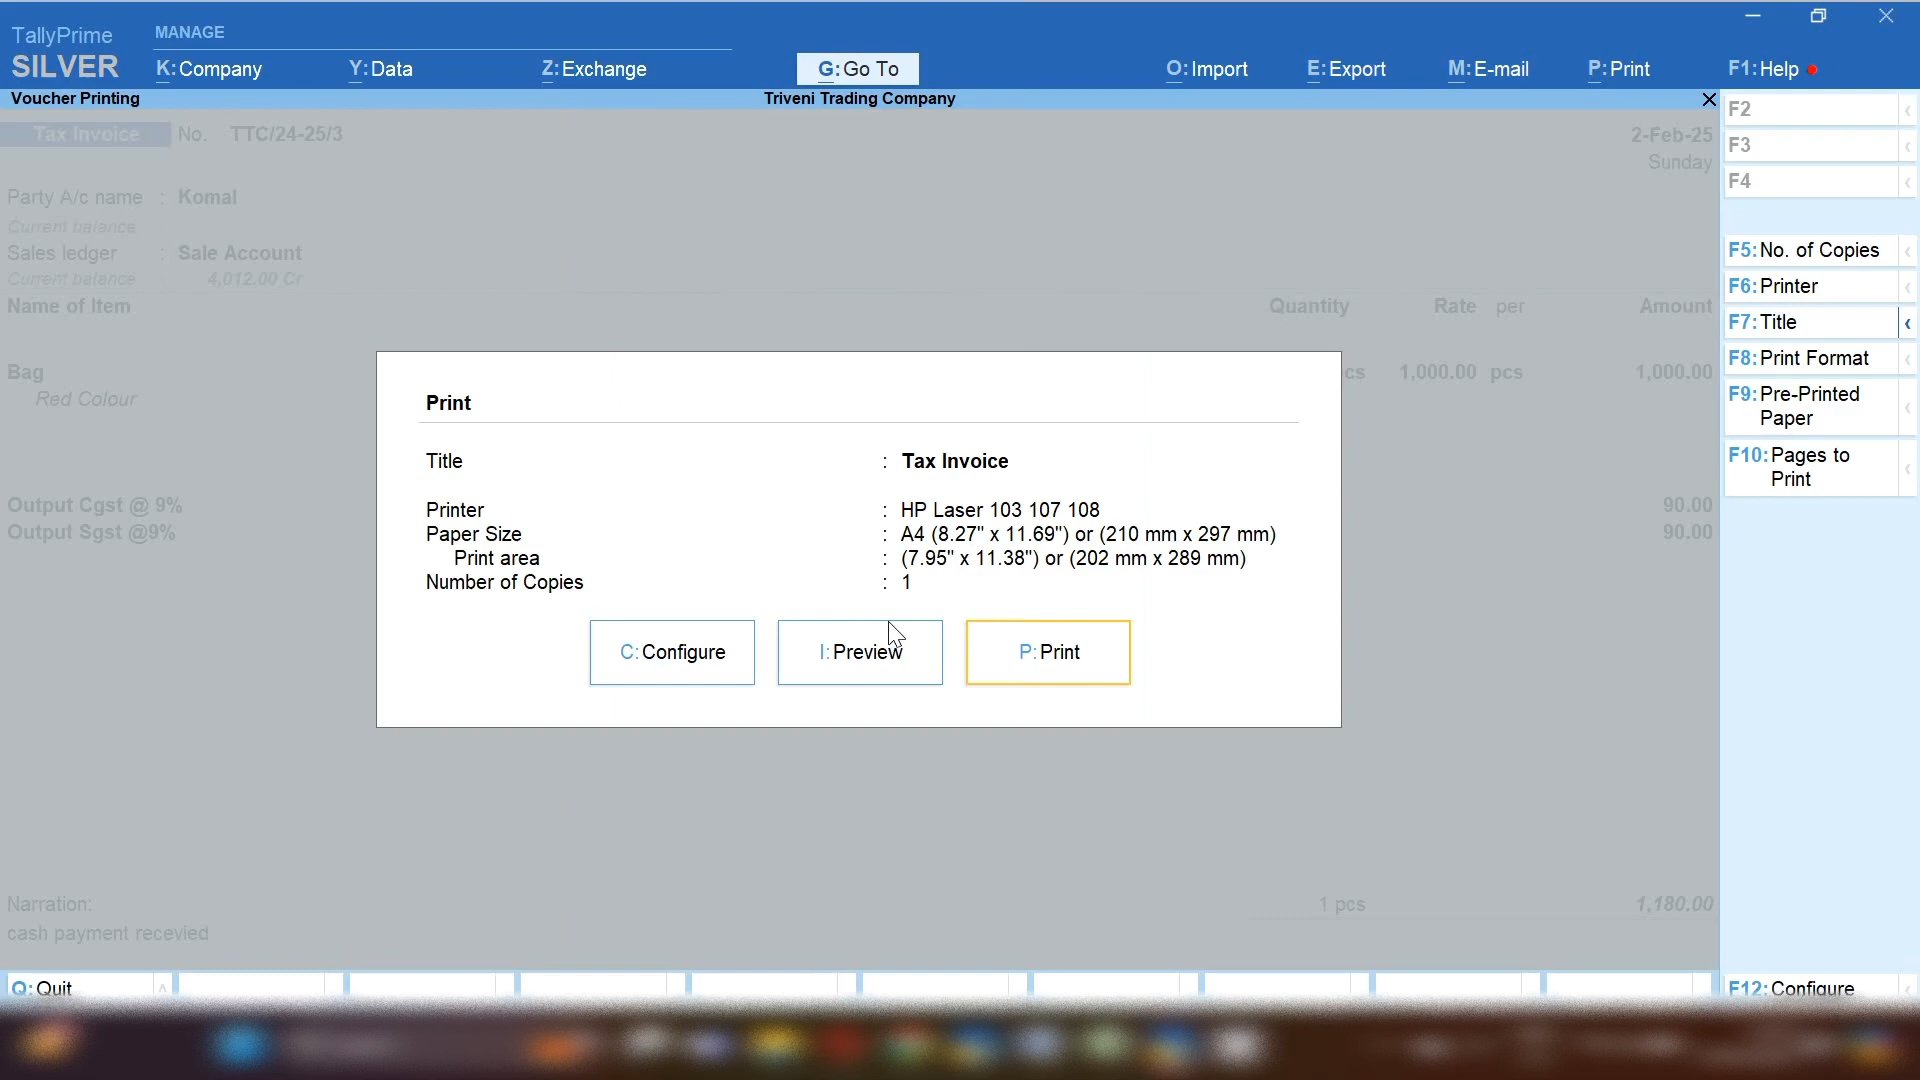 TallyPrime
SILVER
MANAGE
K:Company Y:Data Z:Exchange G:Go To O:Import E:Export M:E-mail P:Print F1:Help
Voucher Printing Triveni Trading Company
Tax Invoice No. TTC/24-25/3 2-Feb-25
Sunday
Party A/c name : Komal
Current balance :
Sales ledger : Sale Account
Current balance 4,012.00 Cr
Name of Item Quantity Rate per Amount
Bag cs 1,000.00 pcs 1,000.00
Red Colour
Output Cgst @ 9% 90.00
Output Sgst @9% 90.00
Print
Title : Tax Invoice
Printer : HP Laser 103 107 108
Paper Size : A4 (8.27" x 11.69") or (210 mm x 297 mm)
Print area : (7.95" x 11.38") or (202 mm x 289 mm)
Number of Copies : 1
C:Configure I:Preview P:Print
Narration: 1 pcs 1,180.00
cash payment recevied
Q:Quit
F2
F3
F4
F5:No. of Copies
F6:Printer
F7:Title
F8:Print Format
F9:Pre-Printed
Paper
F10:Pages to
Print
F12:Configure